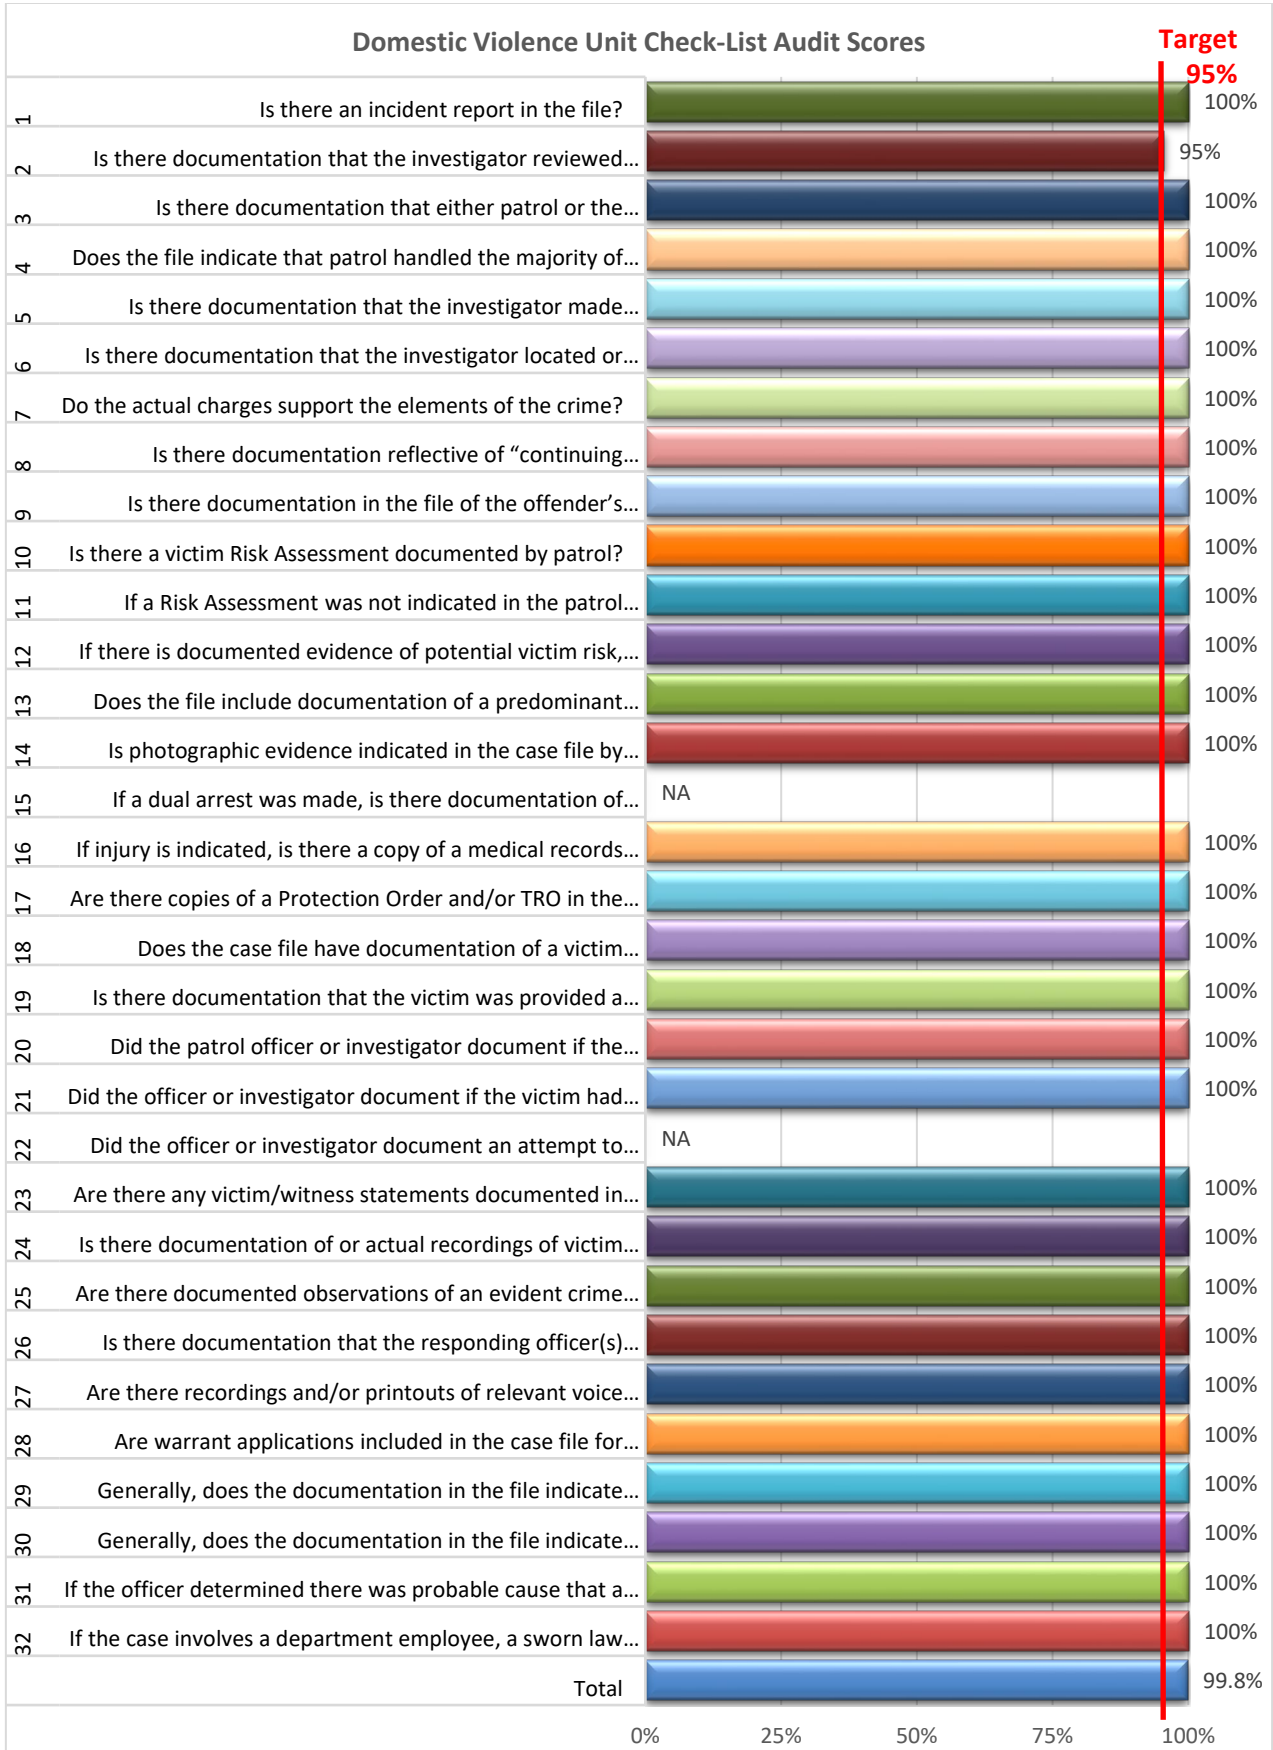 Domestic Violence Unit Check-List Audit Scores
Target
95%
1 Is there an incident report in the file? 100%
2 Is there documentation that the investigator reviewed... 95%
3 Is there documentation that either patrol or the... 100%
4 Does the file indicate that patrol handled the majority of... 100%
5 Is there documentation that the investigator made... 100%
6 Is there documentation that the investigator located or... 100%
7 Do the actual charges support the elements of the crime? 100%
8 Is there documentation reflective of “continuing... 100%
9 Is there documentation in the file of the offender’s... 100%
10 Is there a victim Risk Assessment documented by patrol? 100%
11 If a Risk Assessment was not indicated in the patrol... 100%
12 If there is documented evidence of potential victim risk,... 100%
13 Does the file include documentation of a predominant... 100%
14 Is photographic evidence indicated in the case file by... 100%
15 If a dual arrest was made, is there documentation of... NA
16 If injury is indicated, is there a copy of a medical records... 100%
17 Are there copies of a Protection Order and/or TRO in the... 100%
18 Does the case file have documentation of a victim... 100%
19 Is there documentation that the victim was provided a... 100%
20 Did the patrol officer or investigator document if the... 100%
21 Did the officer or investigator document if the victim had... 100%
22 Did the officer or investigator document an attempt to... NA
23 Are there any victim/witness statements documented in... 100%
24 Is there documentation of or actual recordings of victim... 100%
25 Are there documented observations of an evident crime... 100%
26 Is there documentation that the responding officer(s)... 100%
27 Are there recordings and/or printouts of relevant voice... 100%
28 Are warrant applications included in the case file for... 100%
29 Generally, does the documentation in the file indicate... 100%
30 Generally, does the documentation in the file indicate... 100%
31 If the officer determined there was probable cause that a... 100%
32 If the case involves a department employee, a sworn law... 100%
Total 99.8%
0% 25% 50% 75% 100%